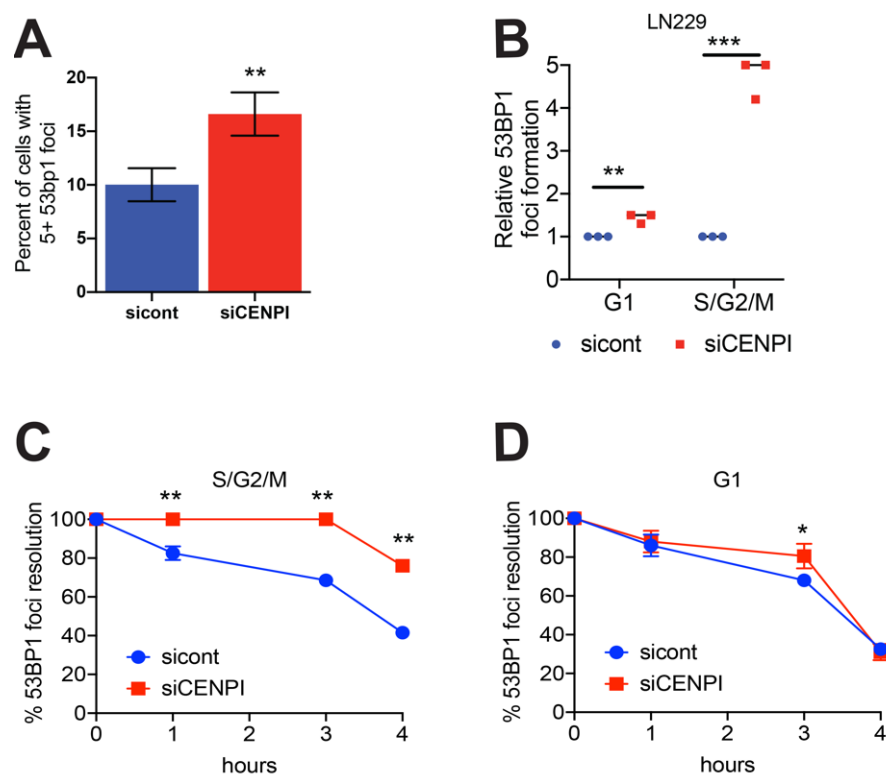 A
Percent of cells with
5+ 53bp1 foci
20
15
10
5
0
**
sicont
siCENPI
B
LN229
Relative 53BP1
foci formation
5
4
3
2
1
0
**
***
G1
S/G2/M
sicont
siCENPI
C
S/G2/M
% 53BP1 foci resolution
100
80
60
40
20
0
**
**
**
sicont
siCENPI
0
1
2
3
4
hours
D
G1
% 53BP1 foci resolution
100
80
60
40
20
0
*
sicont
siCENPI
0
1
2
3
4
hours